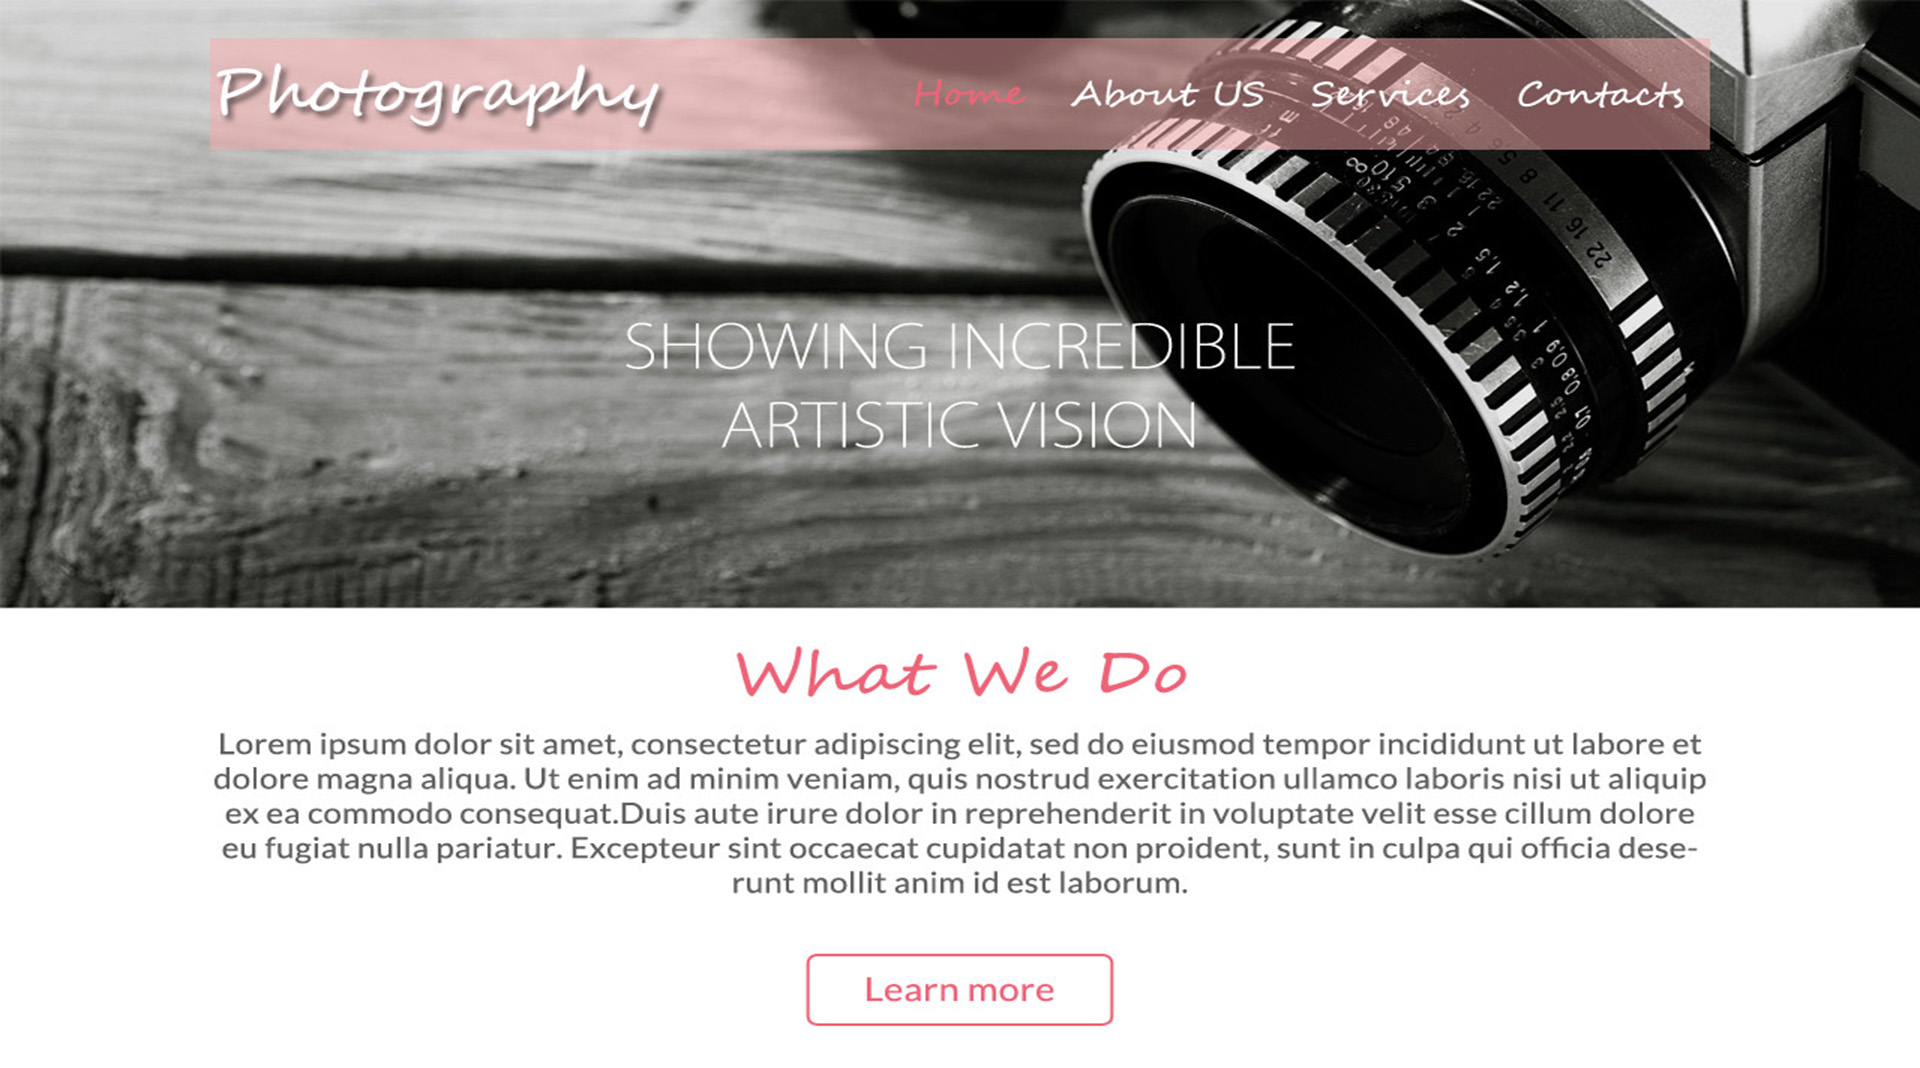 Photography
Home About US Services Contacts
SHOWING INCREDIBLE
ARTISTIC VISION
What We Do
Lorem ipsum dolor sit amet, consectetur adipiscing elit, sed do eiusmod tempor incididunt ut labore et
dolore magna aliqua. Ut enim ad minim veniam, quis nostrud exercitation ullamco laboris nisi ut aliquip
ex ea commodo consequat.Duis aute irure dolor in reprehenderit in voluptate velit esse cillum dolore
eu fugiat nulla pariatur. Excepteur sint occaecat cupidatat non proident, sunt in culpa qui officia dese-
runt mollit anim id est laborum.
Learn more